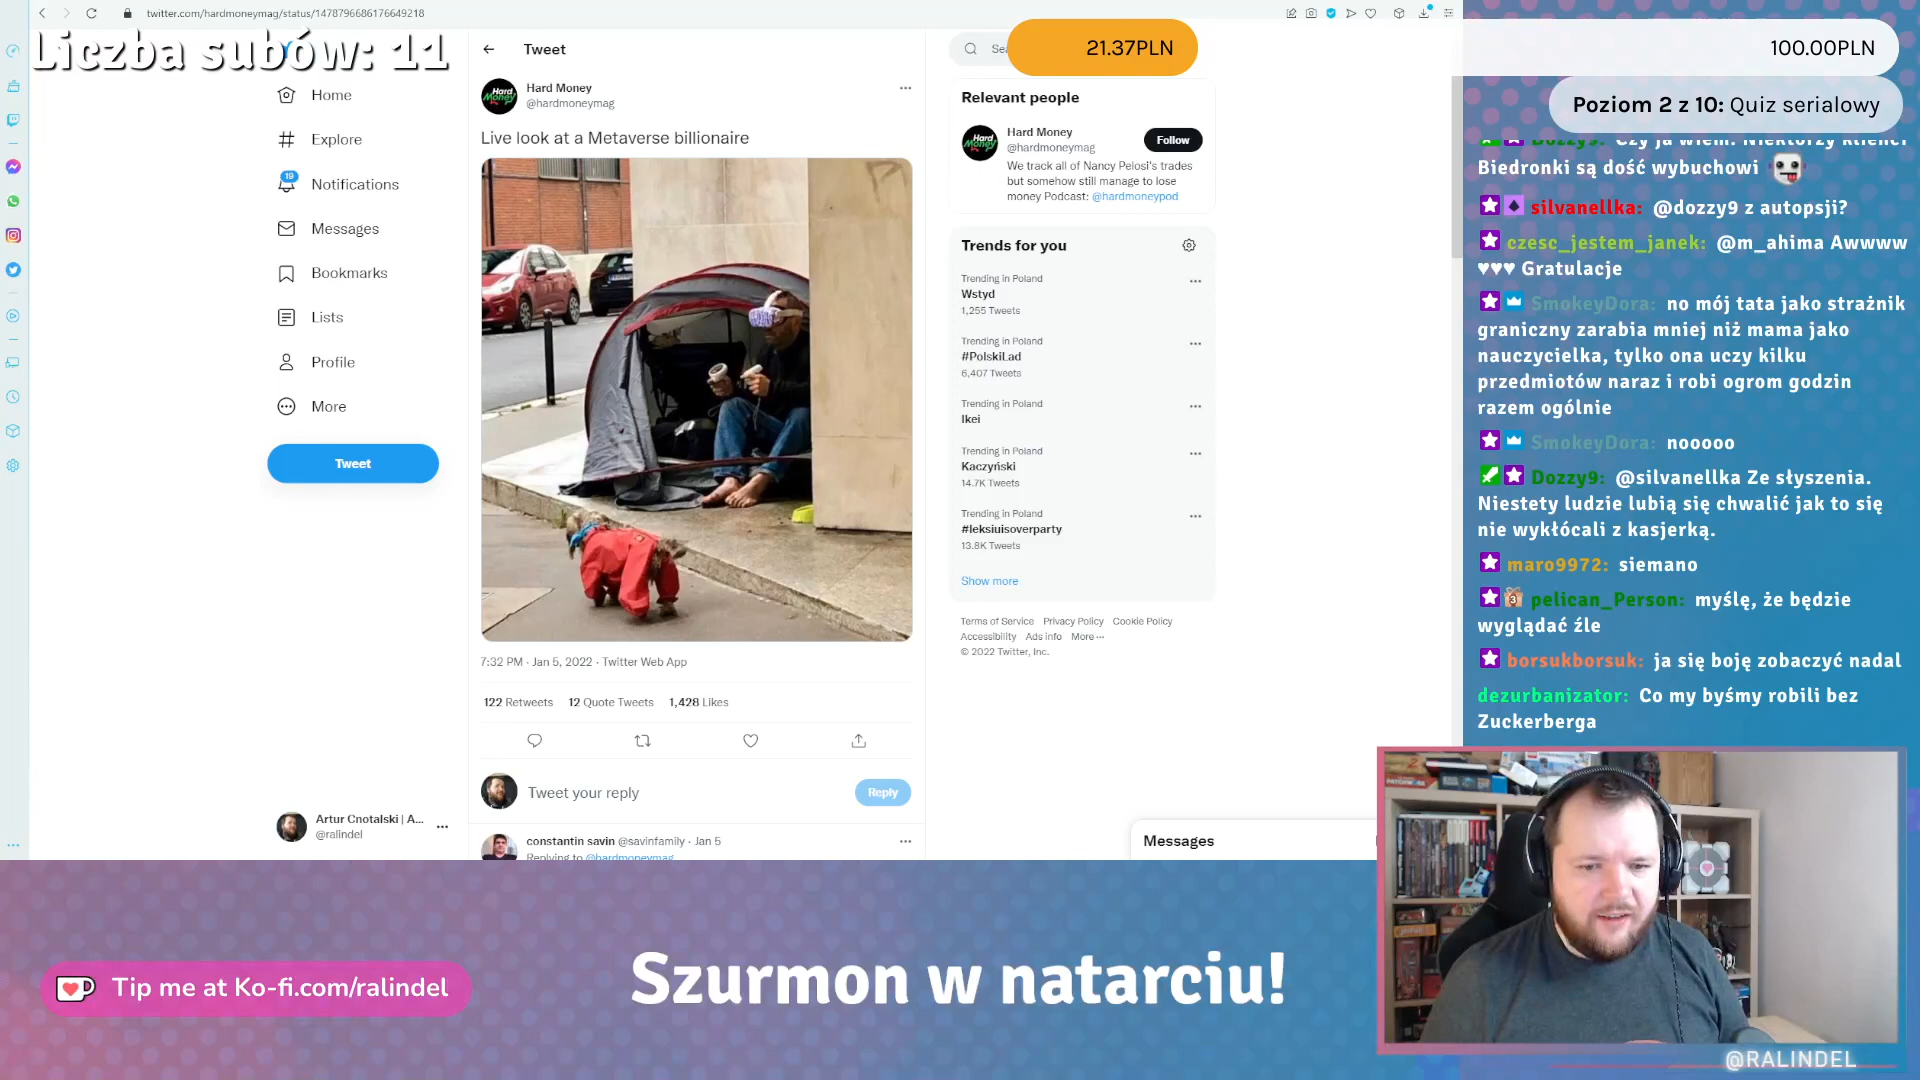 twitter.com/hardmoneymag/status/1478796686176649218
Liczba subów: 11
Home
Explore
19
Notifications
Messages
Bookmarks
Lists
Profile
More
Tweet
Artur Cnotalski | A...
@ralindel
Tweet
Hard Money
@hardmoneymag
Live look at a Metaverse billionaire
7:32 PM · Jan 5, 2022 · Twitter Web App
122 Retweets 12 Quote Tweets 1,428 Likes
Tweet your reply
Reply
constantin savin @savinfamily · Jan 5
Replying to @hardmoneymag
21.37PLN
100.00PLN
Poziom 2 z 10: Quiz serialowy
Relevant people
Hard Money
@hardmoneymag
Follow
We track all of Nancy Pelosi's trades
but somehow still manage to lose
money Podcast: @hardmoneypod
Trends for you
Trending in Poland
Wstyd
1,255 Tweets
Trending in Poland
#PolskiLad
6,407 Tweets
Trending in Poland
Ikei
Trending in Poland
Kaczyński
14.7K Tweets
Trending in Poland
#leksiuisoverparty
13.8K Tweets
Show more
Terms of Service Privacy Policy Cookie Policy
Accessibility Ads info More ···
© 2022 Twitter, Inc.
Messages
Dozzy9: Czy ja wiem. Niektórzy klienci
Biedronki są dość wybuchowi
silvanellka: @dozzy9 z autopsji?
czesc_jestem_janek: @m_ahima Awwww
♥♥♥ Gratulacje
SmokeyDora: no mój tata jako strażnik
graniczny zarabia mniej niż mama jako
nauczycielka, tylko ona uczy kilku
przedmiotów naraz i robi ogrom godzin
razem ogólnie
SmokeyDora: nooooo
Dozzy9: @silvanellka Ze słyszenia.
Niestety ludzie lubią się chwalić jak to się
nie wykłócali z kasjerką.
maro9972: siemano
pelican_Person: myślę, że będzie
wyglądać źle
borsukborsuk: ja się boję zobaczyć nadal
dezurbanizator: Co my byśmy robili bez
Zuckerberga
Tip me at Ko-fi.com/ralindel
Szurmon w natarciu!
@RALINDEL